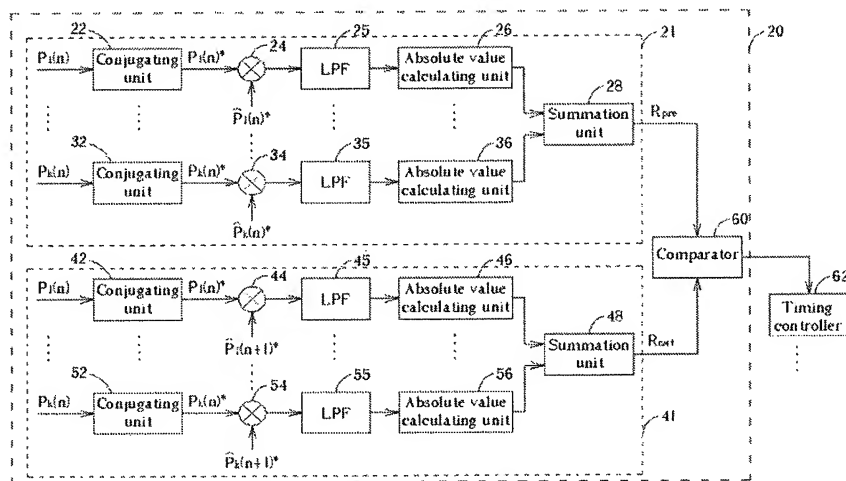 22
24
25
26
21
20
P₁(n)
Conjugating unit
P₁(n)*
LPF
Absolute value calculating unit
P̂₁(n)*
28
Summation unit
Rpre
32
34
35
36
Pk(n)
Conjugating unit
Pk(n)*
LPF
Absolute value calculating unit
P̂k(n)*
60
Comparator
62
Timing controller
42
44
45
46
P₁(n)
Conjugating unit
P₁(n)*
LPF
Absolute value calculating unit
P̂₁(n+1)*
48
Summation unit
52
54
55
56
Pk(n)
Conjugating unit
Pk(n)*
LPF
Absolute value calculating unit
P̂k(n+1)*
41